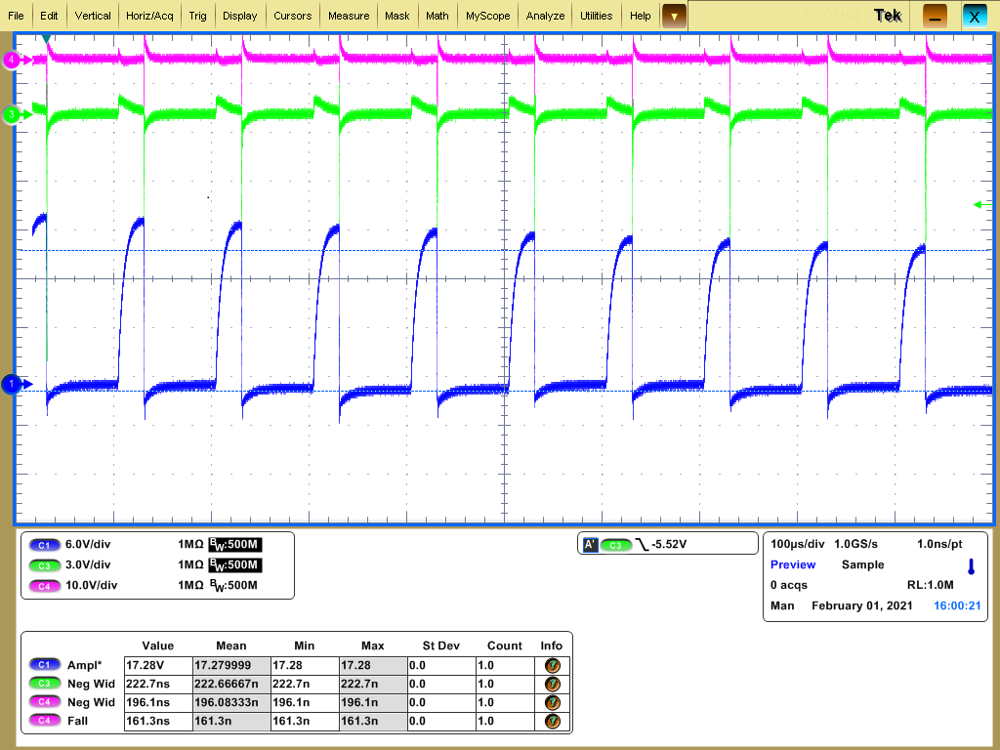 File Edit Vertical Horiz/Acq Trig Display Cursors Measure Mask Math MyScope Analyze Utilities Help Tek X
4
3
1
C1 6.0V/div 1MΩ BW:500M
C3 3.0V/div 1MΩ BW:500M
C4 10.0V/div 1MΩ BW:500M
A' C3 -5.52V
100µs/div 1.0GS/s 1.0ns/pt
Preview Sample
0 acqs RL:1.0M
Man February 01, 2021 16:00:21
Value Mean Min Max St Dev Count Info
C1 Ampl* 17.28V 17.279999 17.28 17.28 0.0 1.0
C3 Neg Wid 222.7ns 222.66667n 222.7n 222.7n 0.0 1.0
C4 Neg Wid 196.1ns 196.08333n 196.1n 196.1n 0.0 1.0
C4 Fall 161.3ns 161.3n 161.3n 161.3n 0.0 1.0